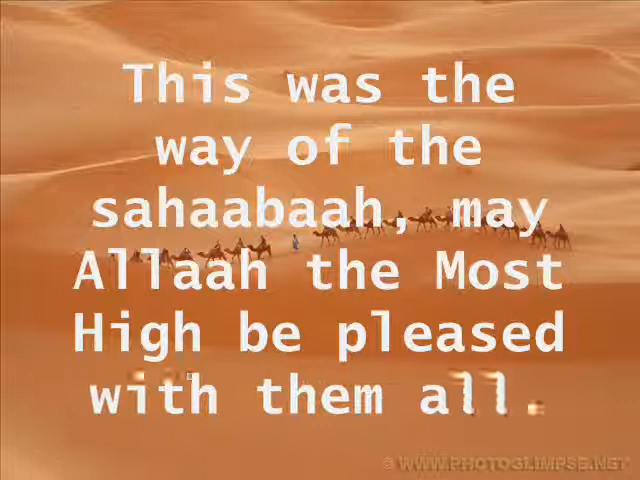 This was the
way of the
sahaabaah, may
Allaah the Most
High be pleased
with them all.
© WWW.PHOTOGLIMPSE.NET